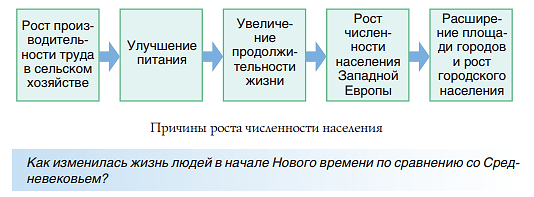 Рост произ-
водитель-
ности труда
в сельском
хозяйстве
Улучшение
питания
Увеличе-
ние
продолжи-
тельности
жизни
Рост
числен-
ности
населения
Западной
Европы
Расшире-
ние площа-
ди городов
и рост
городского
населения
Причины роста численности населения
Как изменилась жизнь людей в начале Нового времени по сравнению со Сред-
невековьем?